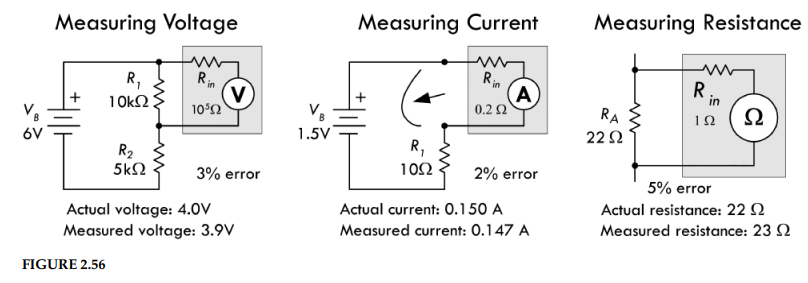 Measuring Voltage
R1
10kΩ
Rin
10⁵Ω
V
VB
6V
+
R2
5kΩ
3% error
Actual voltage: 4.0V
Measured voltage: 3.9V
Measuring Current
Rin
0.2 Ω
A
VB
1.5V
+
R1
10Ω
2% error
Actual current: 0.150 A
Measured current: 0.147 A
Measuring Resistance
Rin
1Ω
Ω
RA
22 Ω
5% error
Actual resistance: 22 Ω
Measured resistance: 23 Ω
FIGURE 2.56